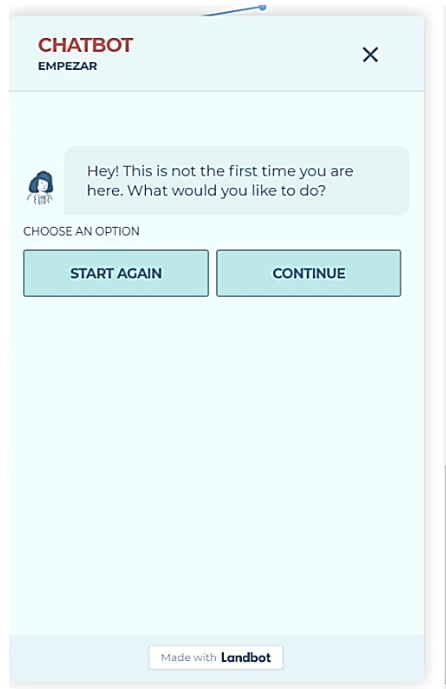 CHATBOT
EMPEZAR
Hey! This is not the first time you are
here. What would you like to do?
CHOOSE AN OPTION
START AGAIN
CONTINUE
Made with Landbot